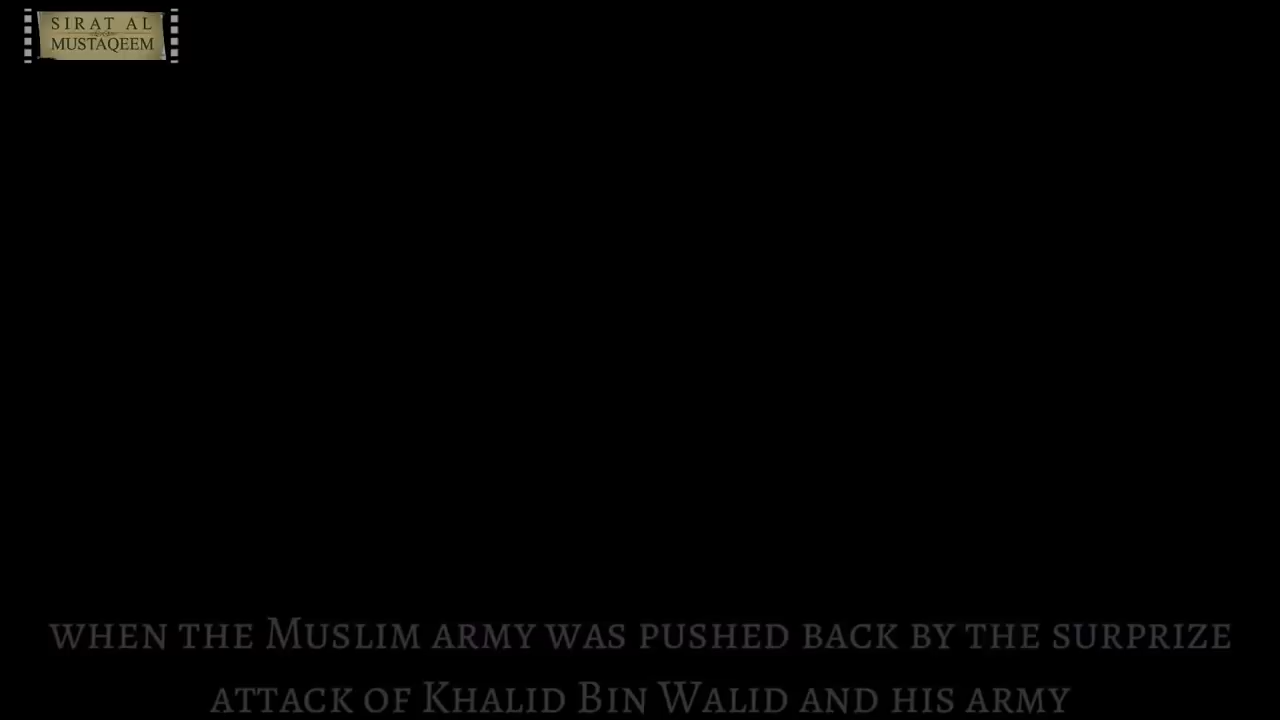 SIRAT AL
MUSTAQEEM
when the Muslim army was pushed back by the surprize
attack of Khalid Bin Walid and his army